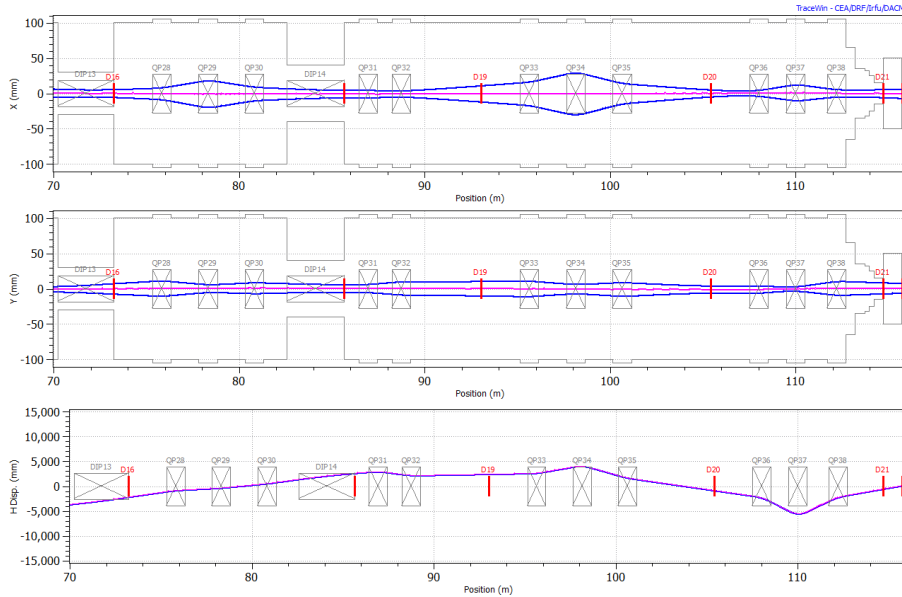 TraceWin - CEA/DRF/Irfu/DACM
100
50
0
-50
-100
X (mm)
DIP13
D16
QP28
QP29
QP30
DIP14
QP31
QP32
D19
QP33
QP34
QP35
D20
QP36
QP37
QP38
D21
70
80
90
100
110
Position (m)
100
50
0
-50
-100
Y (mm)
DIP13
D16
QP28
QP29
QP30
DIP14
QP31
QP32
D19
QP33
QP34
QP35
D20
QP36
QP37
QP38
D21
70
80
90
100
110
Position (m)
15,000
10,000
5,000
0
-5,000
-10,000
-15,000
H Disp. (mm)
DIP13
D16
QP28
QP29
QP30
DIP14
QP31
QP32
D19
QP33
QP34
QP35
D20
QP36
QP37
QP38
D21
70
80
90
100
110
Position (m)